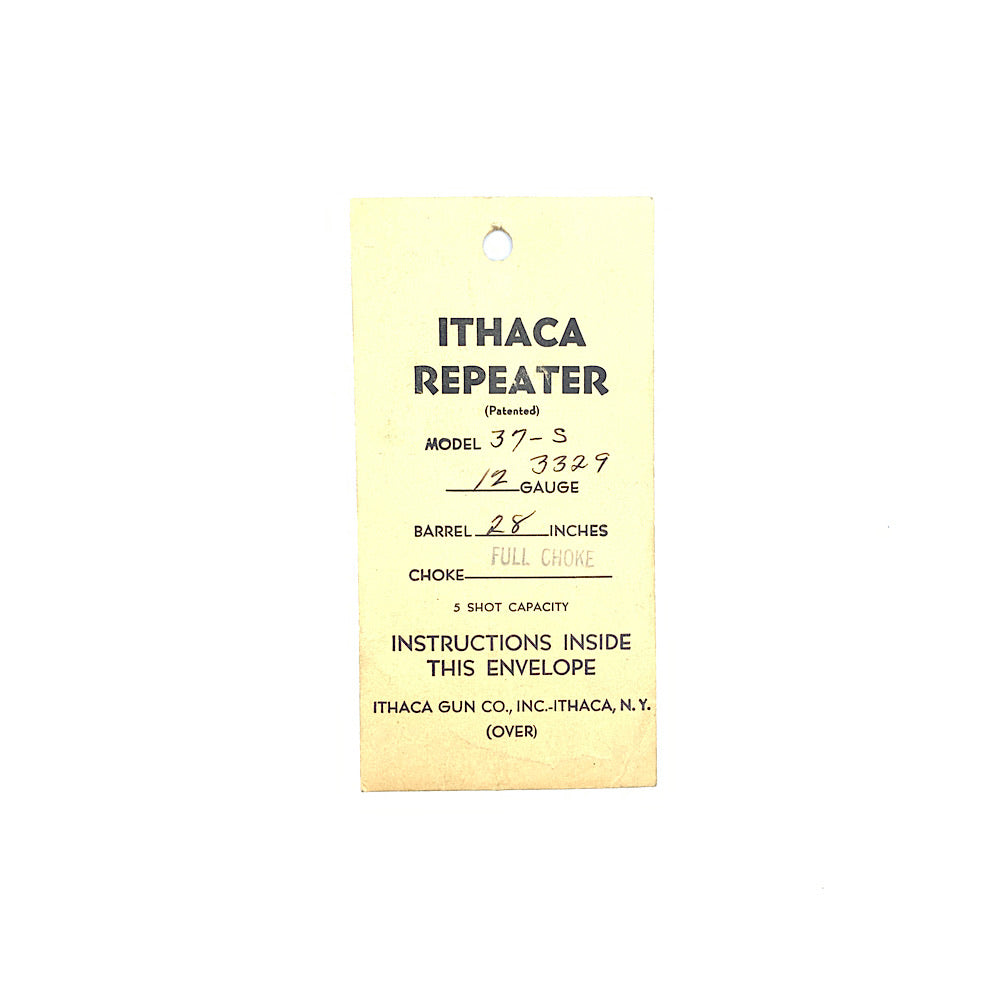 ITHACA
REPEATER
(Patented)
MODEL 37-S
3329
12 GAUGE
BARREL 28 INCHES
FULL CHOKE
CHOKE
5 SHOT CAPACITY
INSTRUCTIONS INSIDE
THIS ENVELOPE
ITHACA GUN CO., INC.-ITHACA, N.Y.
(OVER)